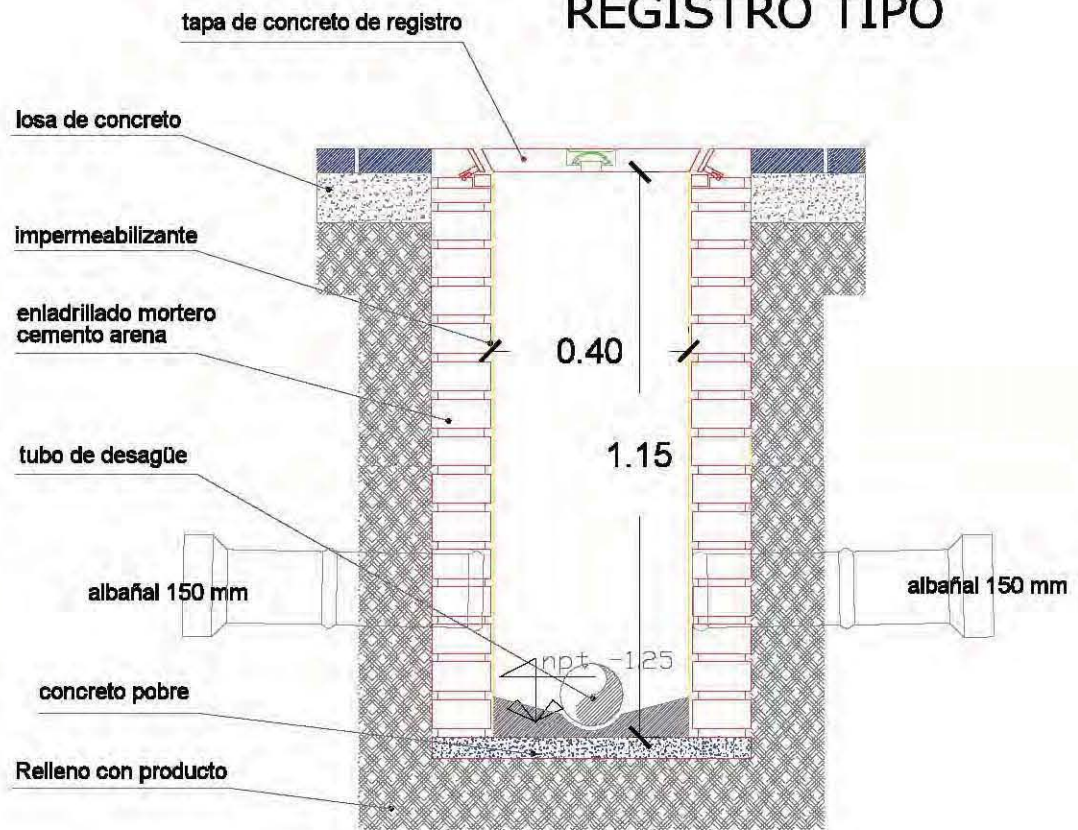 REGISTRO TIPO
tapa de concreto de registro
losa de concreto
impermeabilizante
enladrillado mortero
cemento arena
0.40
1.15
tubo de desagüe
albañal 150 mm
albañal 150 mm
npt -1.25
concreto pobre
Relleno con producto